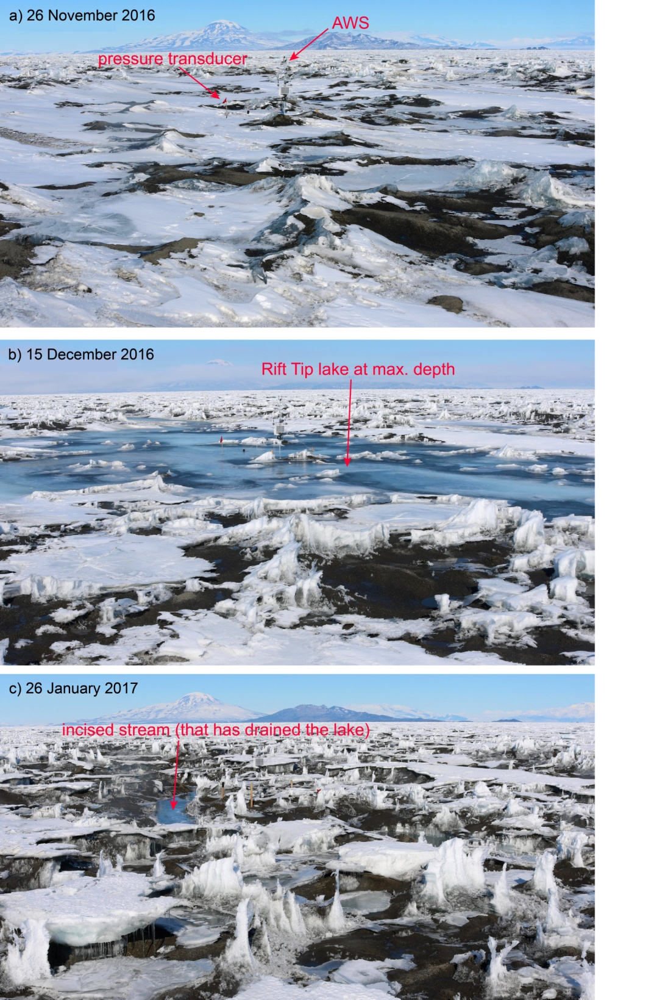 a) 26 November 2016
AWS
pressure transducer
b) 15 December 2016
Rift Tip lake at max. depth
c) 26 January 2017
incised stream (that has drained the lake)